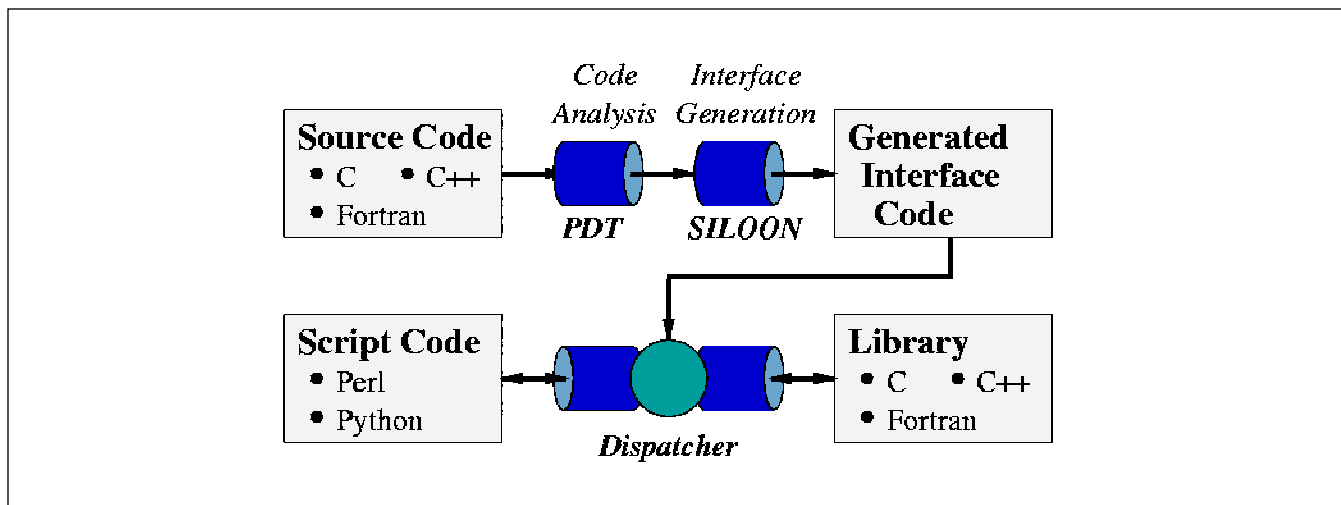 Code
Analysis
Interface
Generation
Source Code
• C • C++
• Fortran
PDT
SILOON
Generated
Interface
Code
Script Code
• Perl
• Python
Dispatcher
Library
• C • C++
• Fortran